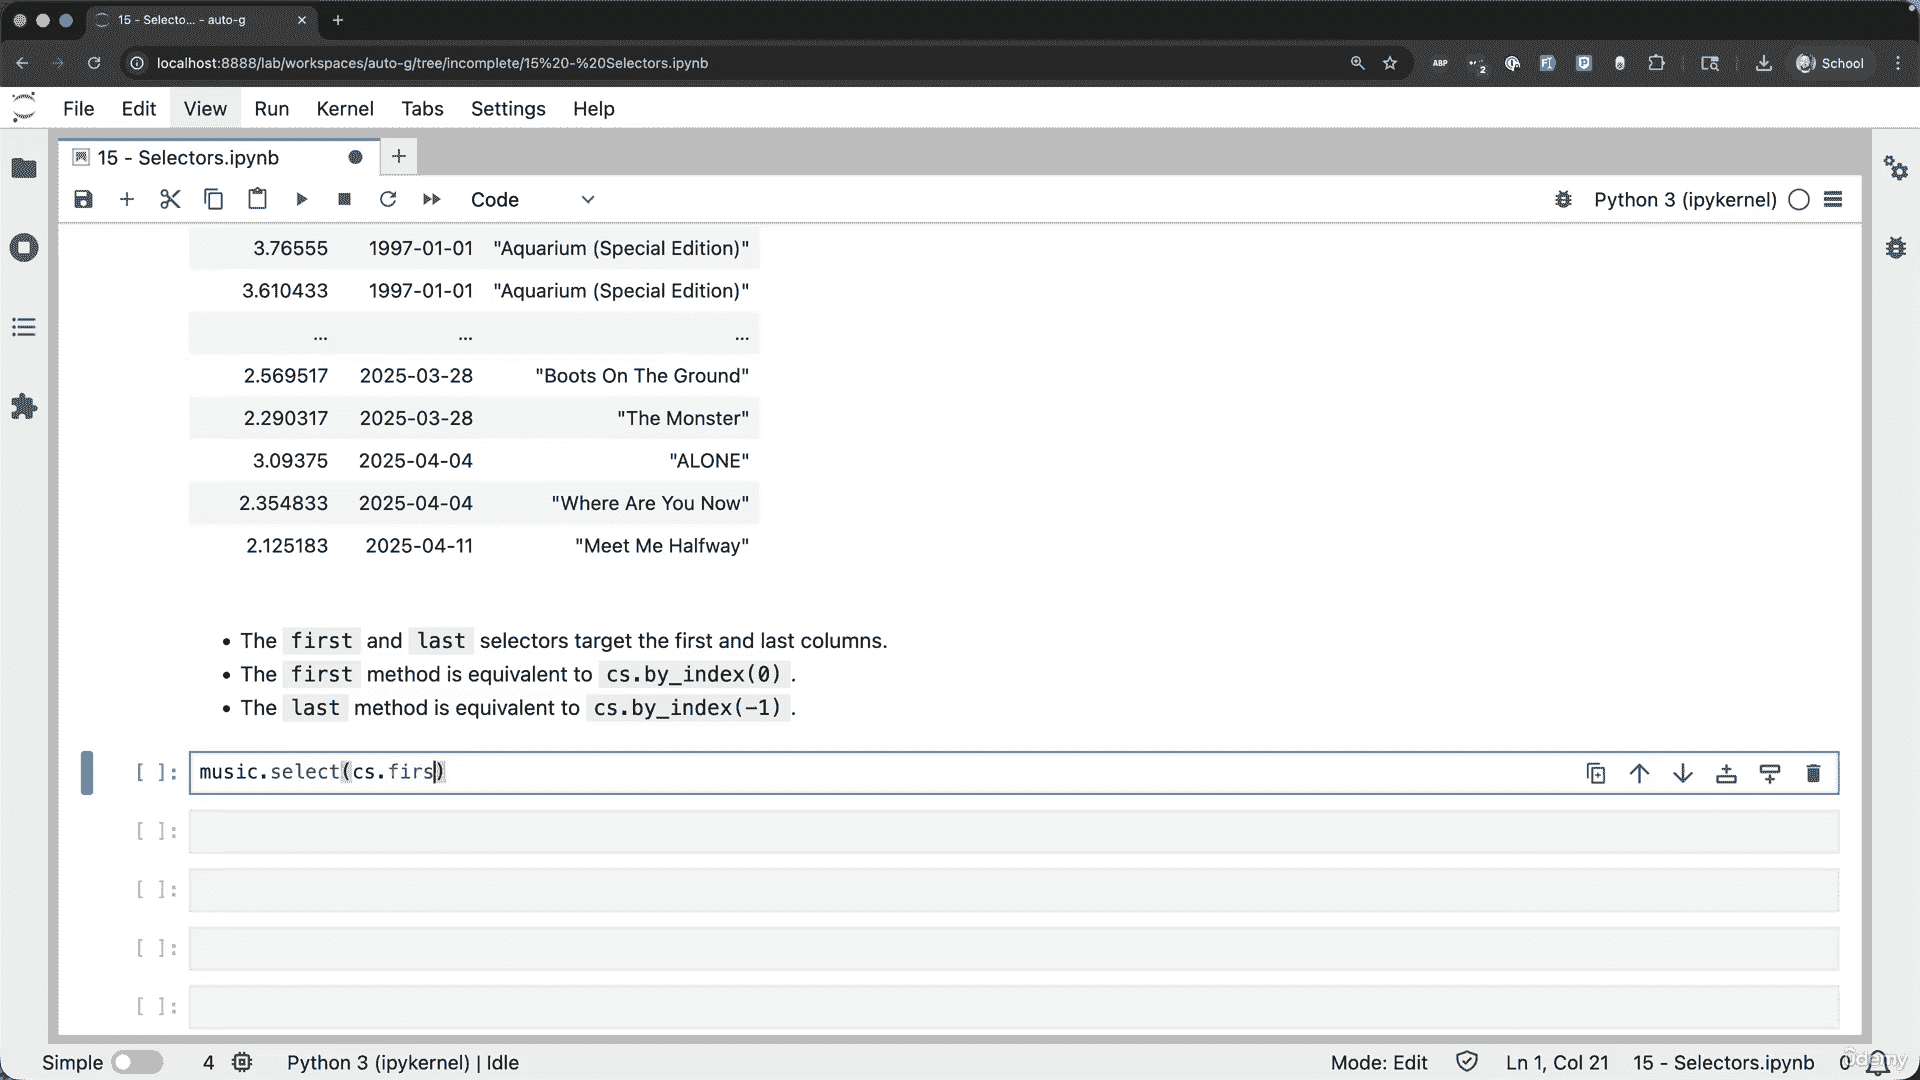 15 - Selecto... - auto-g
localhost:8888/lab/workspaces/auto-g/tree/incomplete/15%20-%20Selectors.ipynb
ABP
2
School
File Edit View Run Kernel Tabs Settings Help
15 - Selectors.ipynb
Code
Python 3 (ipykernel)
3.76555 1997-01-01 "Aquarium (Special Edition)"
3.610433 1997-01-01 "Aquarium (Special Edition)"
... ... ...
2.569517 2025-03-28 "Boots On The Ground"
2.290317 2025-03-28 "The Monster"
3.09375 2025-04-04 "ALONE"
2.354833 2025-04-04 "Where Are You Now"
2.125183 2025-04-11 "Meet Me Halfway"
• The first and last selectors target the first and last columns.
• The first method is equivalent to cs.by_index(0) .
• The last method is equivalent to cs.by_index(-1) .
[ ]: music.select(cs.firs)
[ ]:
[ ]:
[ ]:
[ ]:
Simple 4 Python 3 (ipykernel) | Idle Mode: Edit Ln 1, Col 21 15 - Selectors.ipynb 0
udemy